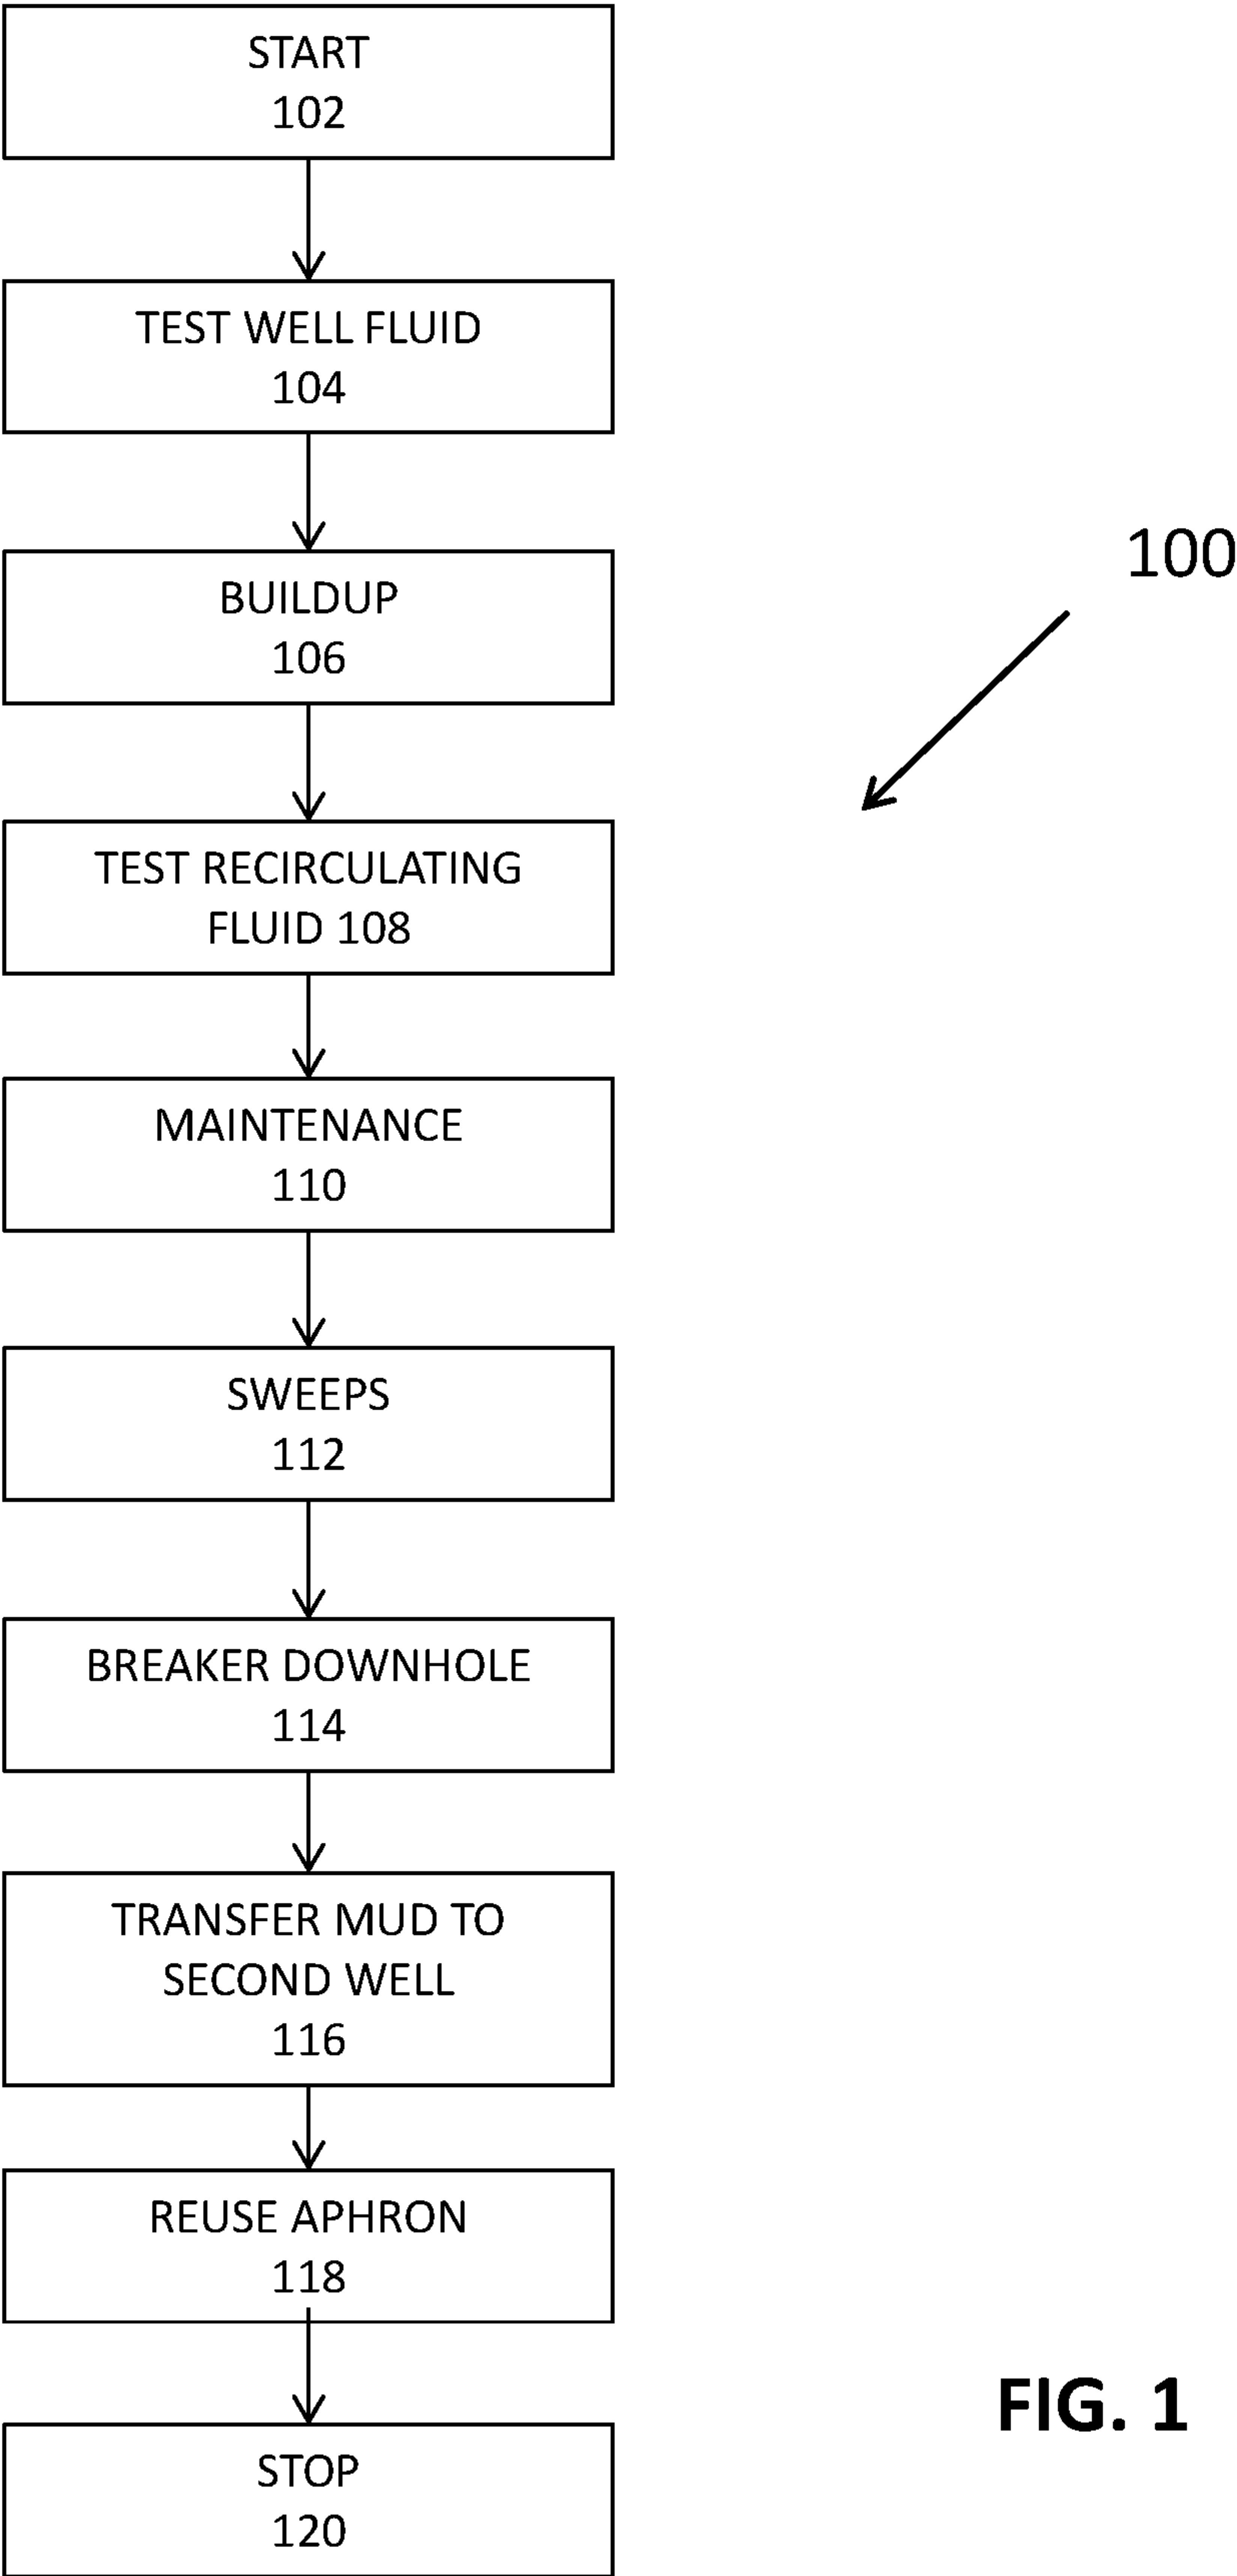 START
102
TEST WELL FLUID
104
BUILDUP
106
100
TEST RECIRCULATING
FLUID 108
MAINTENANCE
110
SWEEPS
112
BREAKER DOWNHOLE
114
TRANSFER MUD TO
SECOND WELL
116
REUSE APHRON
118
STOP
120
FIG. 1